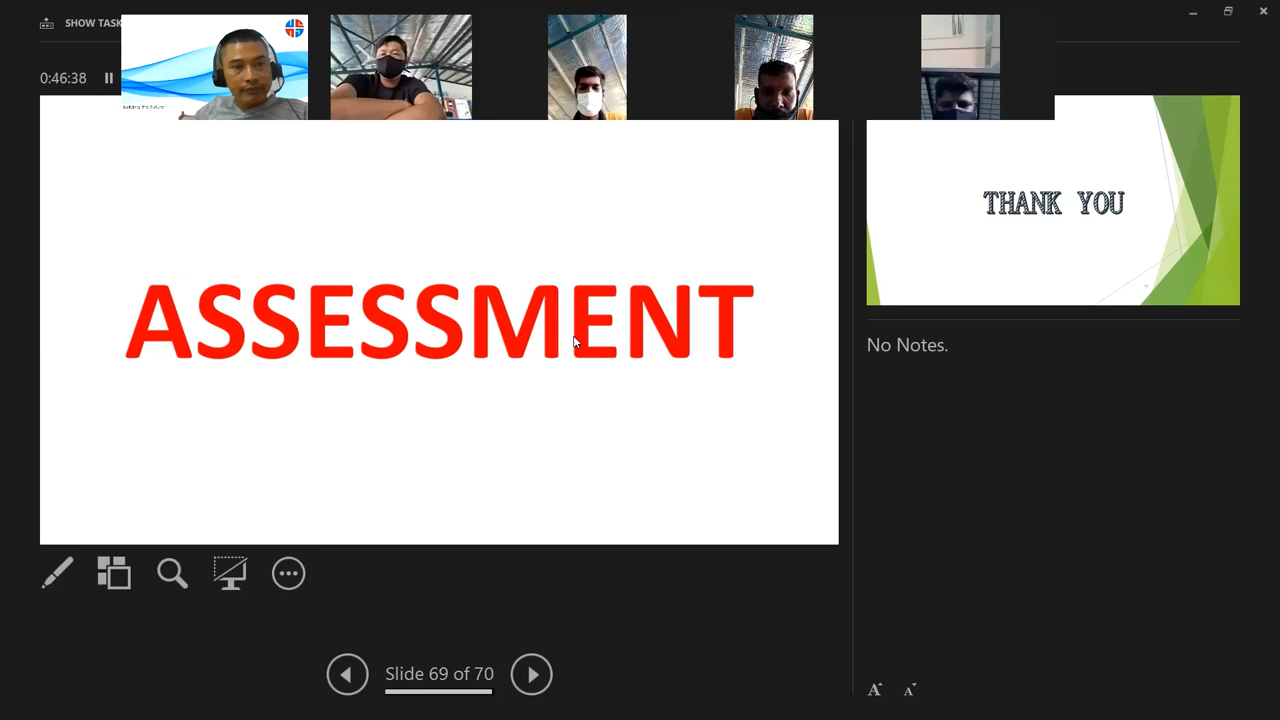 SHOW TASK
0:46:38
Building the Future
ASSESSMENT
THANK YOU
No Notes.
Slide 69 of 70
A A